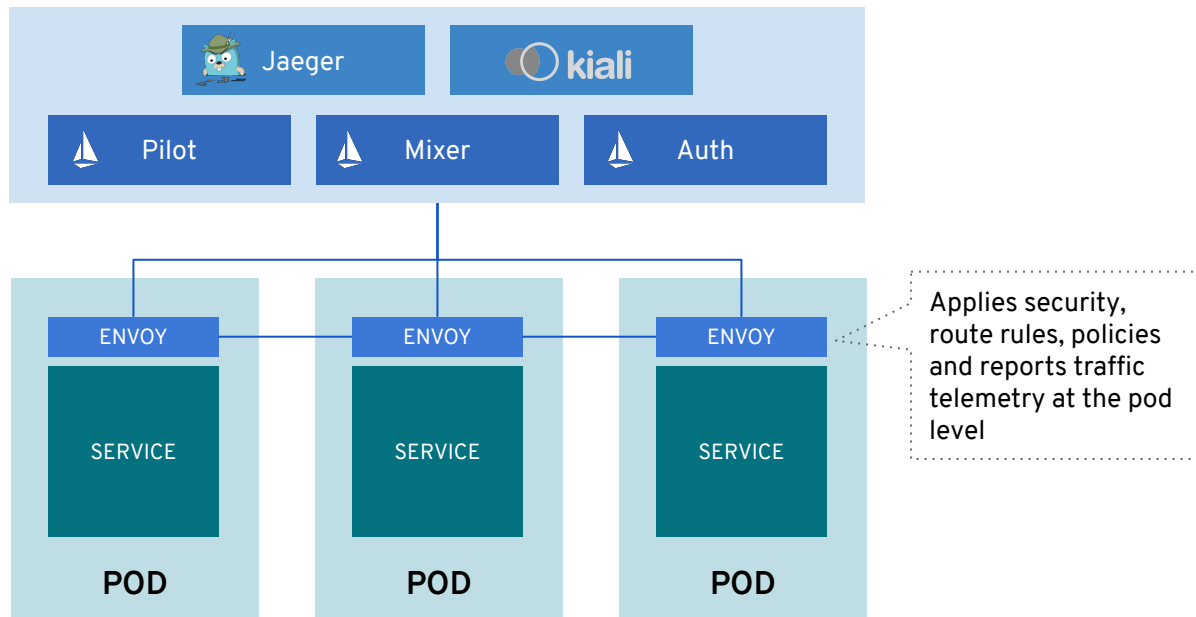 Jaeger
kiali
Pilot
Mixer
Auth
ENVOY
ENVOY
ENVOY
Applies security,
route rules, policies
and reports traffic
telemetry at the pod
level
SERVICE
SERVICE
SERVICE
POD
POD
POD